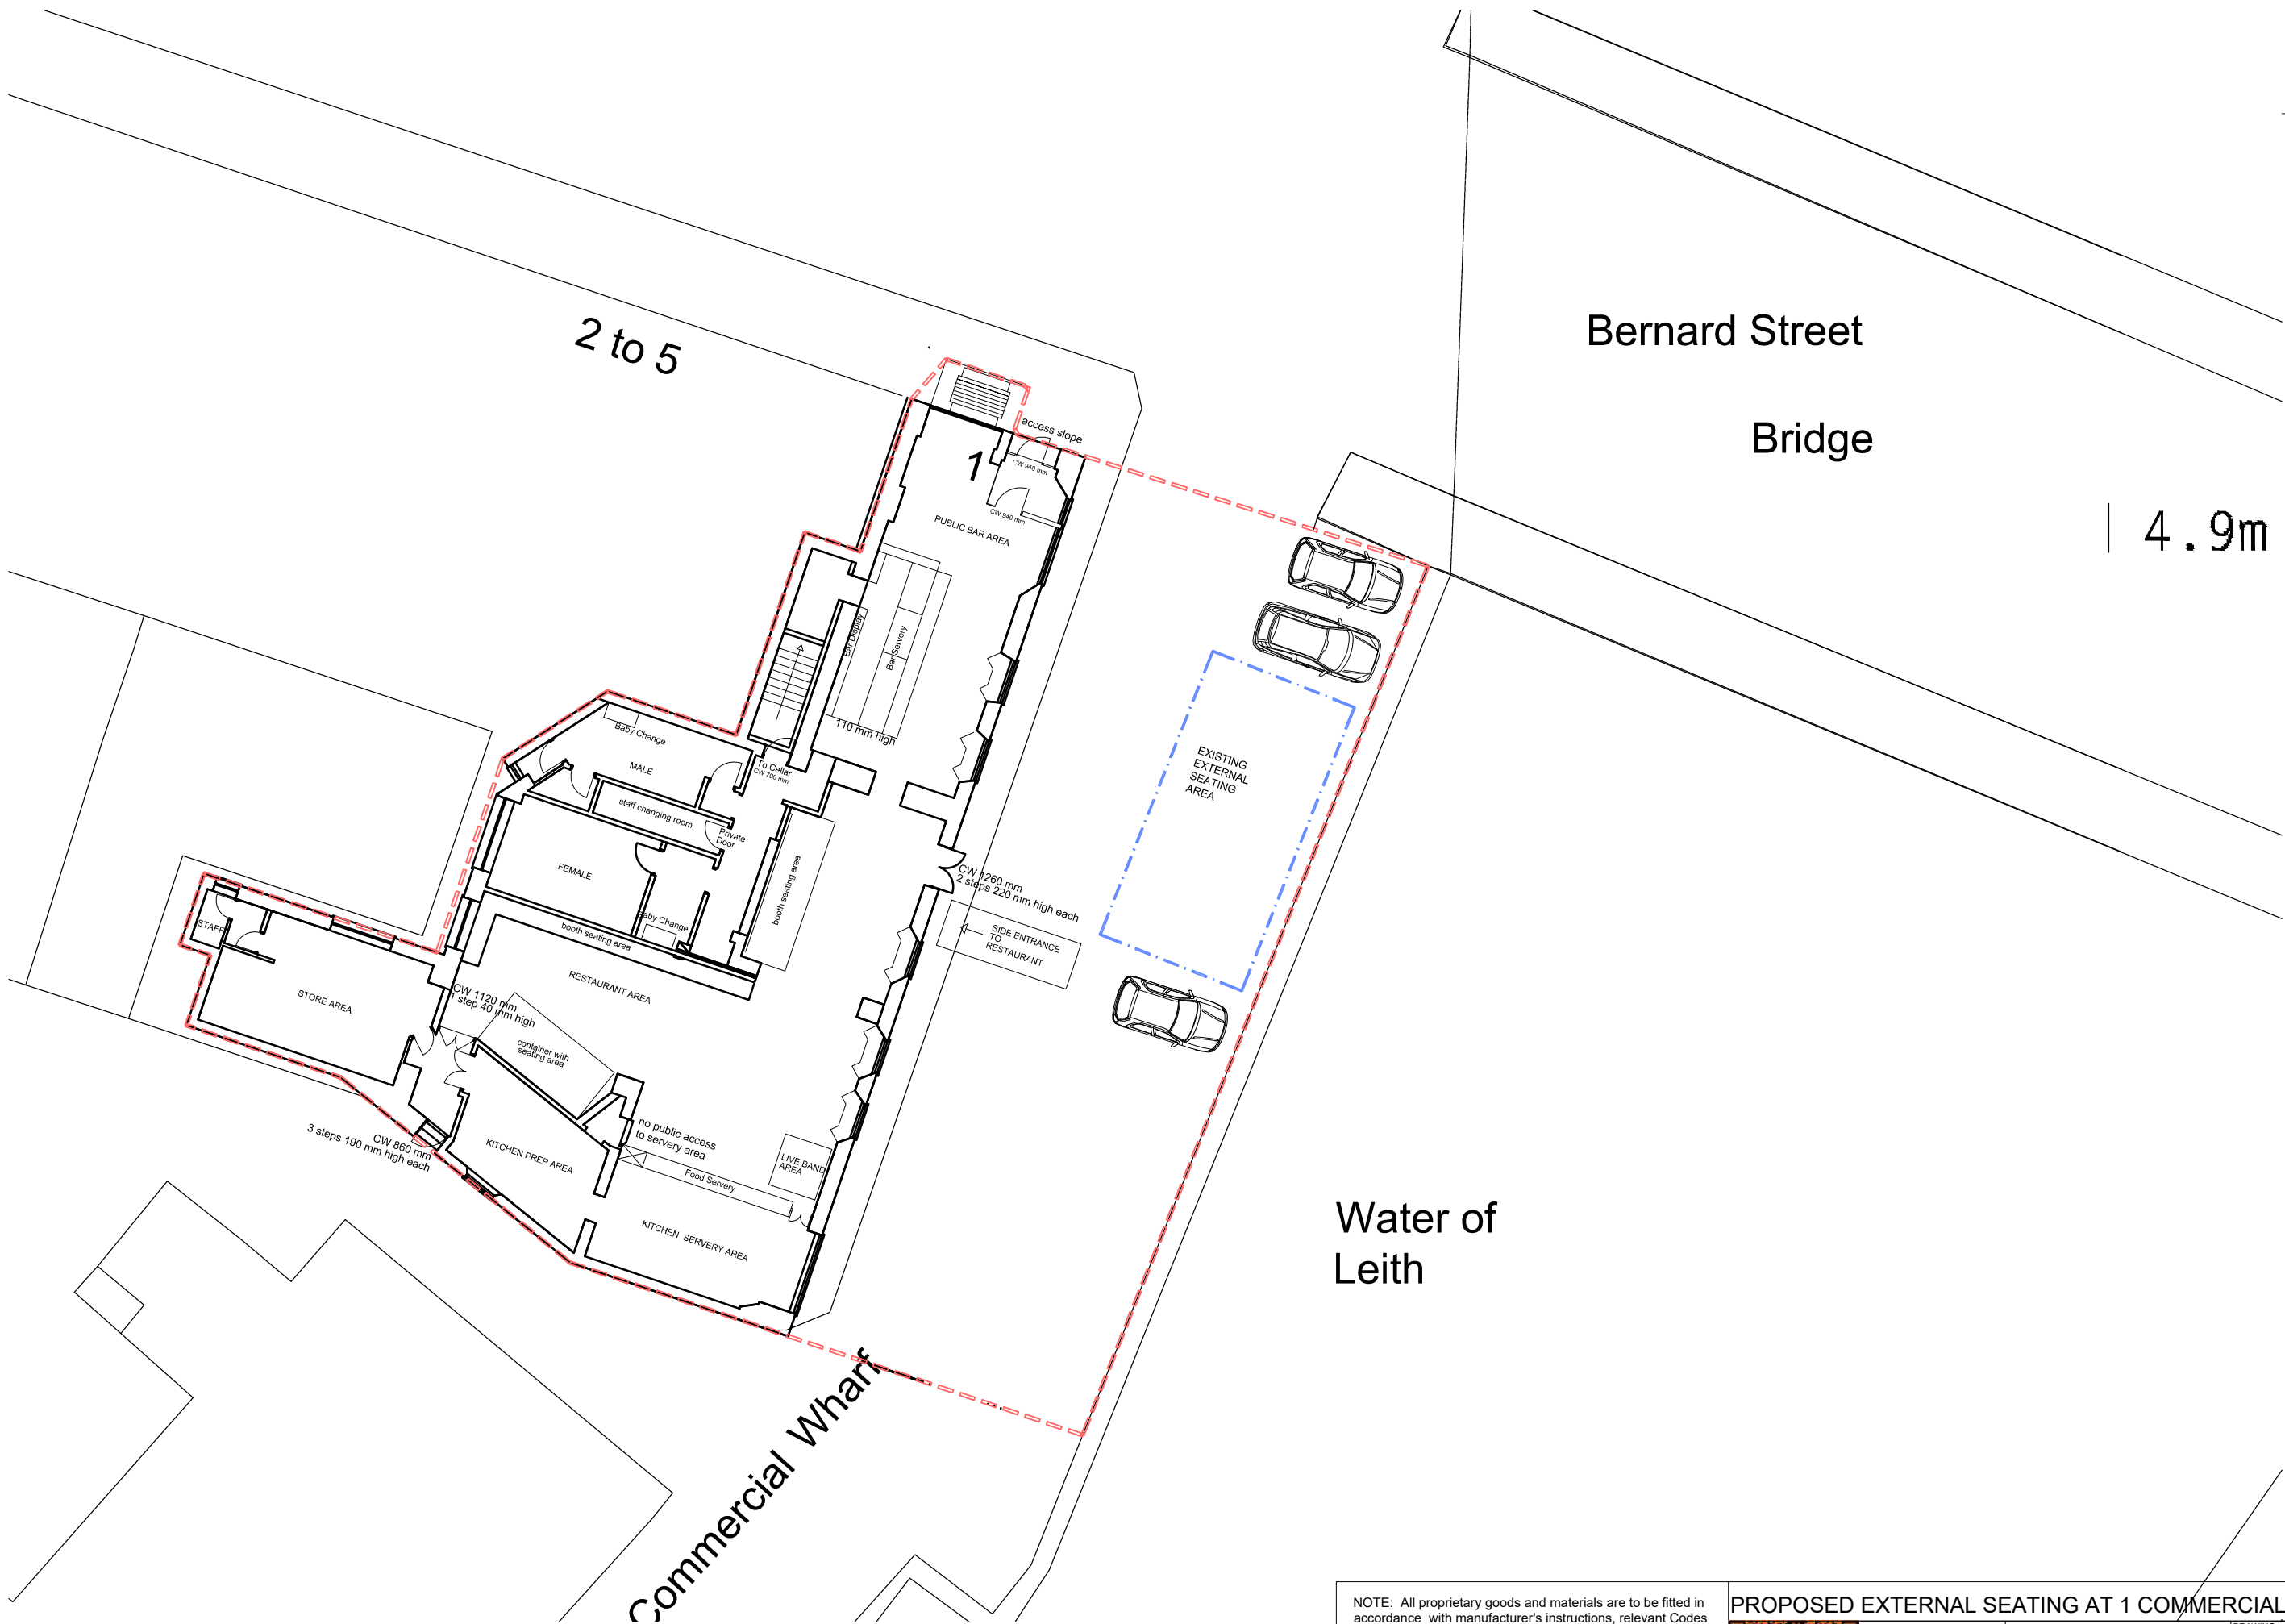 2 to 5
Bernard Street
Bridge
4.9m
access slope
1
CW 940 mm
CW 940 mm
PUBLIC BAR AREA
Bar Display
Bar Servery
110 mm high
Baby Change
MALE
To Cellar
CW 700 mm
staff changing room
Private
Door
FEMALE
booth seating area
Baby Change
booth seating area
EXISTING
EXTERNAL
SEATING
AREA
CW 1260 mm
2 steps 220 mm high each
SIDE ENTRANCE
TO
RESTAURANT
STAFF
STORE AREA
RESTAURANT AREA
CW 1120 mm
1 step 40 mm high
container with
seating area
CW 860 mm
3 steps 190 mm high each
KITCHEN PREP AREA
no public access
to servery area
Food Servery
LIVE BAND
AREA
KITCHEN SERVERY AREA
Water of
Leith
Commercial Wharf
NOTE: All proprietary goods and materials are to be fitted in
accordance with manufacturer's instructions, relevant Codes
PROPOSED EXTERNAL SEATING AT 1 COMMERCIAL